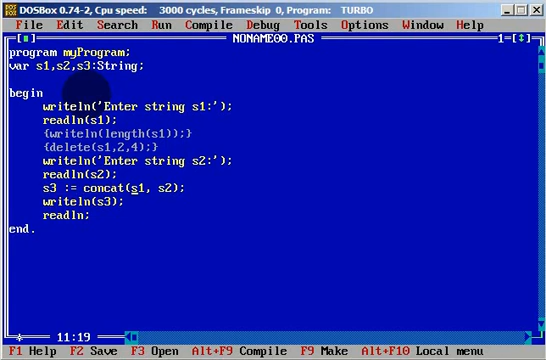 DOSBox 0.74-2, Cpu speed: 3000 cycles, Frameskip 0, Program: TURBO
File Edit Search Run Compile Debug Tools Options Window Help
NONAME00.PAS 1
program myProgram;
var s1,s2,s3:String;
begin
writeln('Enter string s1:');
readln(s1);
{writeln(length(s1));}
{delete(s1,2,4);}
writeln('Enter string s2:');
readln(s2);
s3 := concat(s1, s2);
writeln(s3);
readln;
end.
11:19
F1 Help F2 Save F3 Open Alt+F9 Compile F9 Make Alt+F10 Local menu